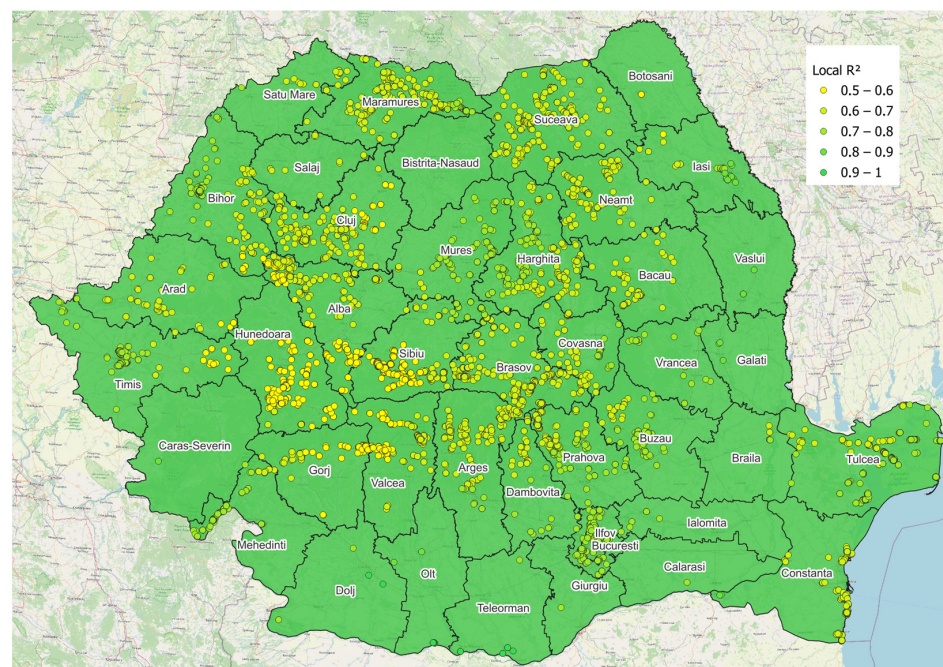 Local R²
0.5 – 0.6
0.6 – 0.7
0.7 – 0.8
0.8 – 0.9
0.9 – 1
Botosani
Satu Mare
Maramures
Suceava
Iasi
Salaj
Bistrita-Nasaud
Bihor
Neamt
Cluj
Mures
Harghita
Vaslui
Bacau
Arad
Alba
Hunedoara
Sibiu
Covasna
Brasov
Vrancea
Galati
Timis
Caras-Severin
Buzau
Prahova
Braila
Tulcea
Gorj
Arges
Valcea
Dambovita
Ialomita
Ilfov
Bucuresti
Mehedinti
Calarasi
Constanta
Olt
Giurgiu
Dolj
Teleorman